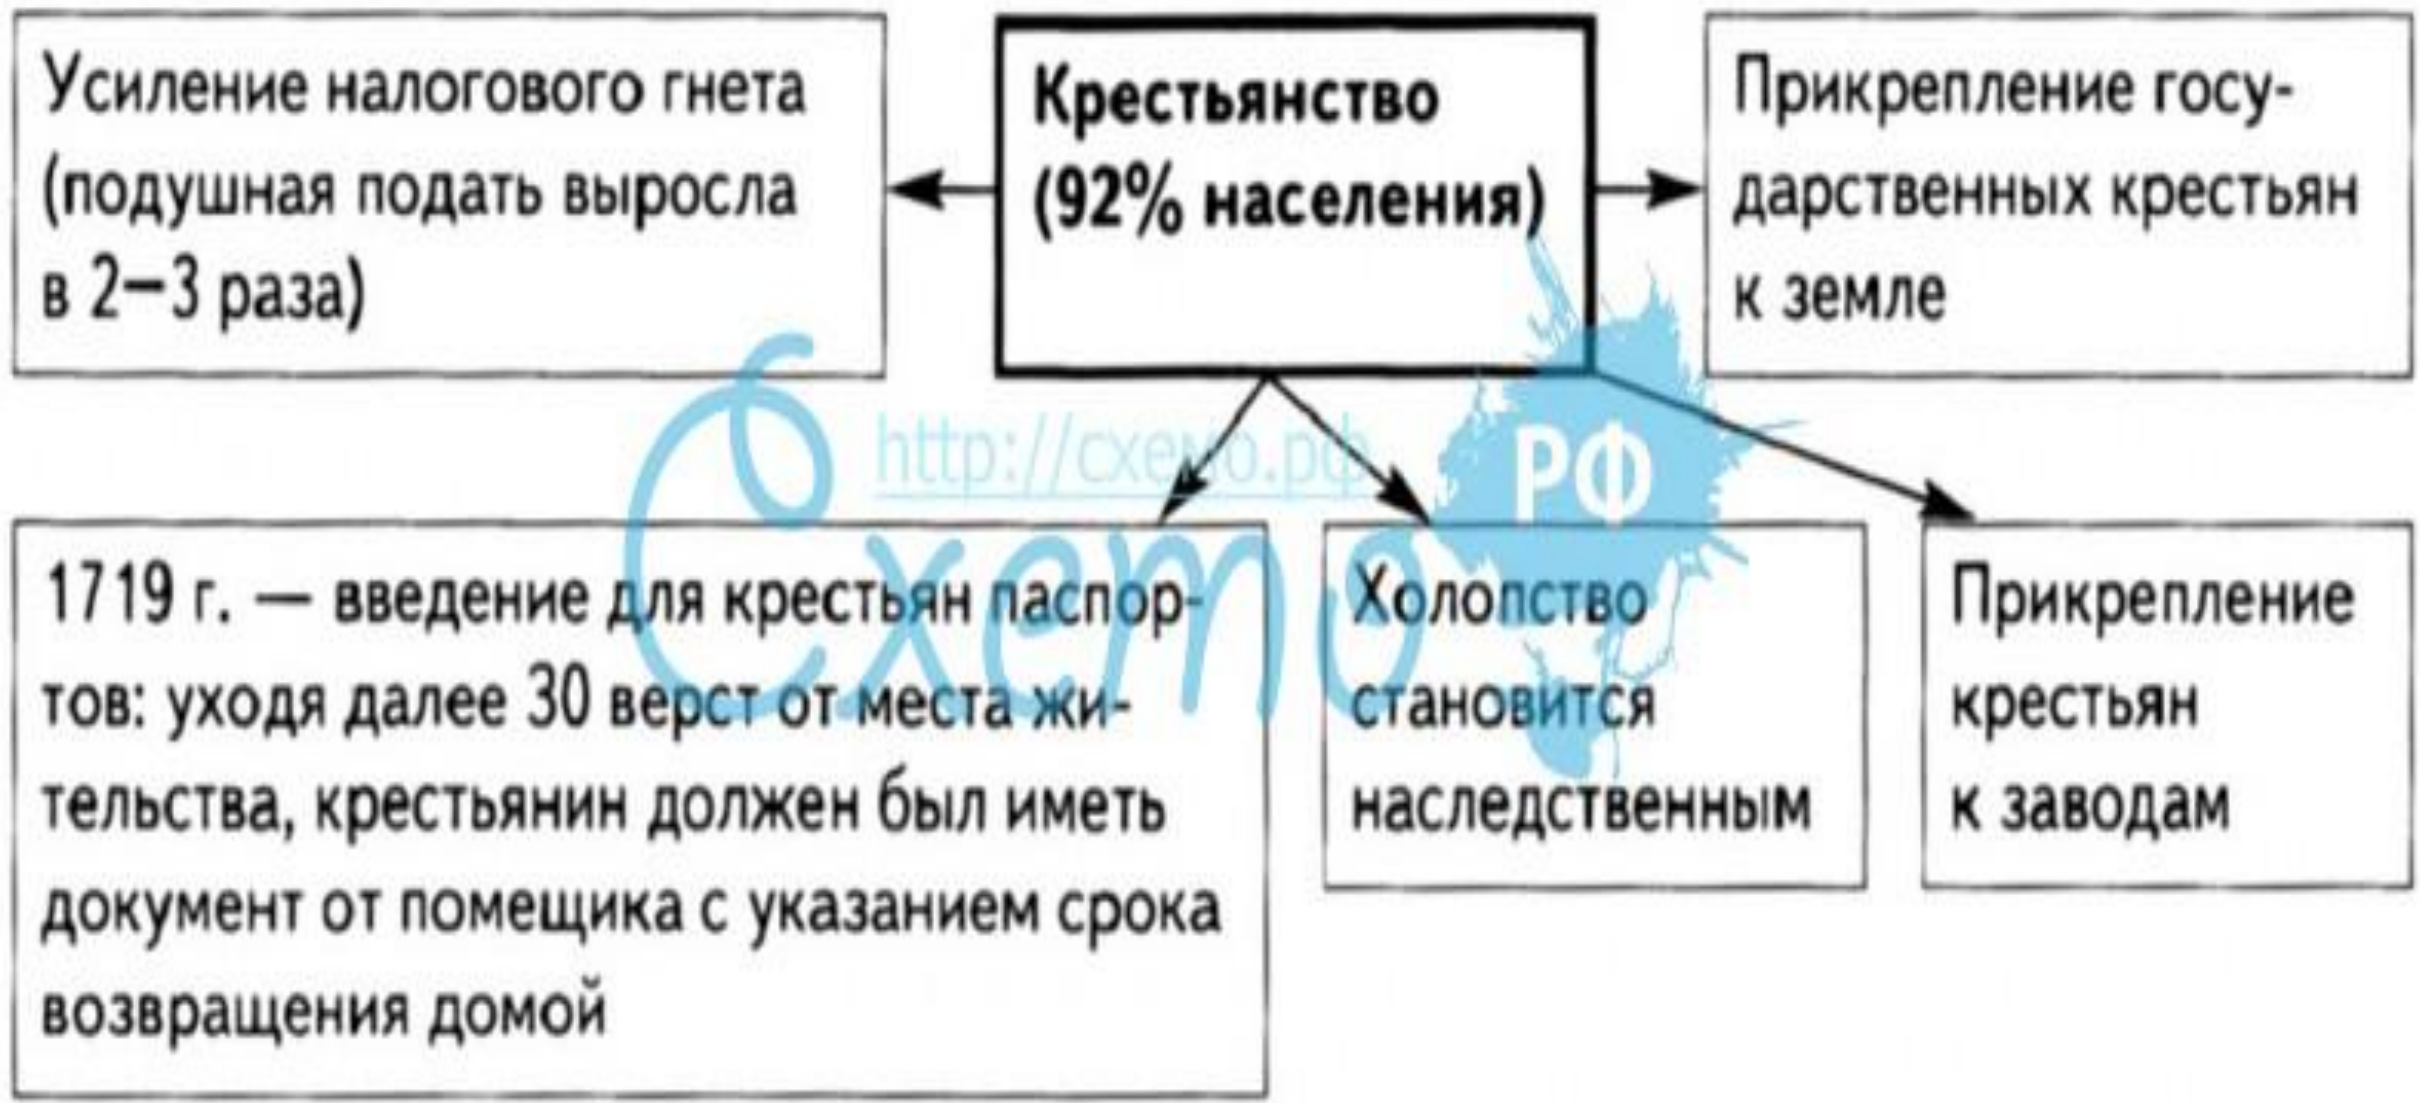 Усиление налогового гнета
(подушная подать выросла
в 2—3 раза)
Крестьянство
(92% населения)
Прикрепление госу-
дарственных крестьян
к земле
http://схемо.рф
Схемо
РФ
1719 г. — введение для крестьян паспор-
тов: уходя далее 30 верст от места жи-
тельства, крестьянин должен был иметь
документ от помещика с указанием срока
возвращения домой
Холопство
становится
наследственным
Прикрепление
крестьян
к заводам